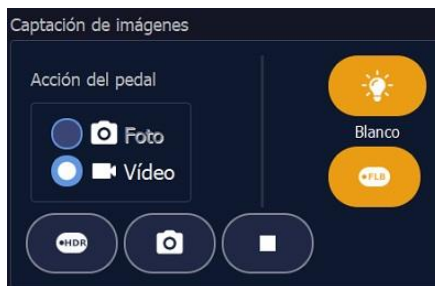 Captación de imágenes
Acción del pedal
Foto
Vídeo
Blanco
•FLB
•HDR